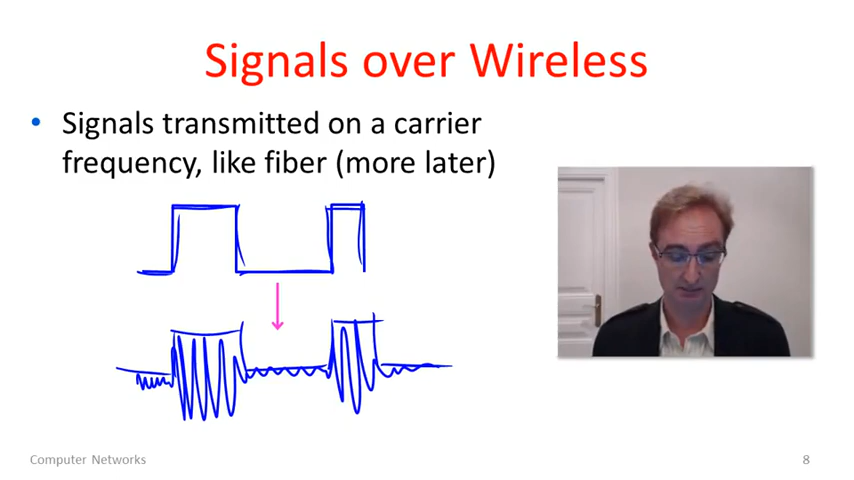 Signals over Wireless
• Signals transmitted on a carrier
frequency, like fiber (more later)
Computer Networks
8